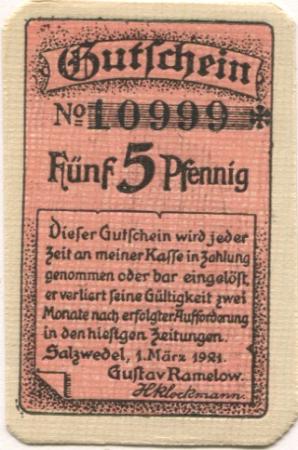 Gutschein
No 10999 *
Fünf 5 Pfennig
Dieser Gutschein wird jeder
Zeit an meiner Kasse in Zahlung
genommen oder bar eingelöst,
er verliert seine Gültigkeit zwei
Monate nach erfolgter Aufforderung
in den hiesigen Zeitungen.
Salzwedel, 1. März 1921.
Gustav Ramelow.
H Klockmann.